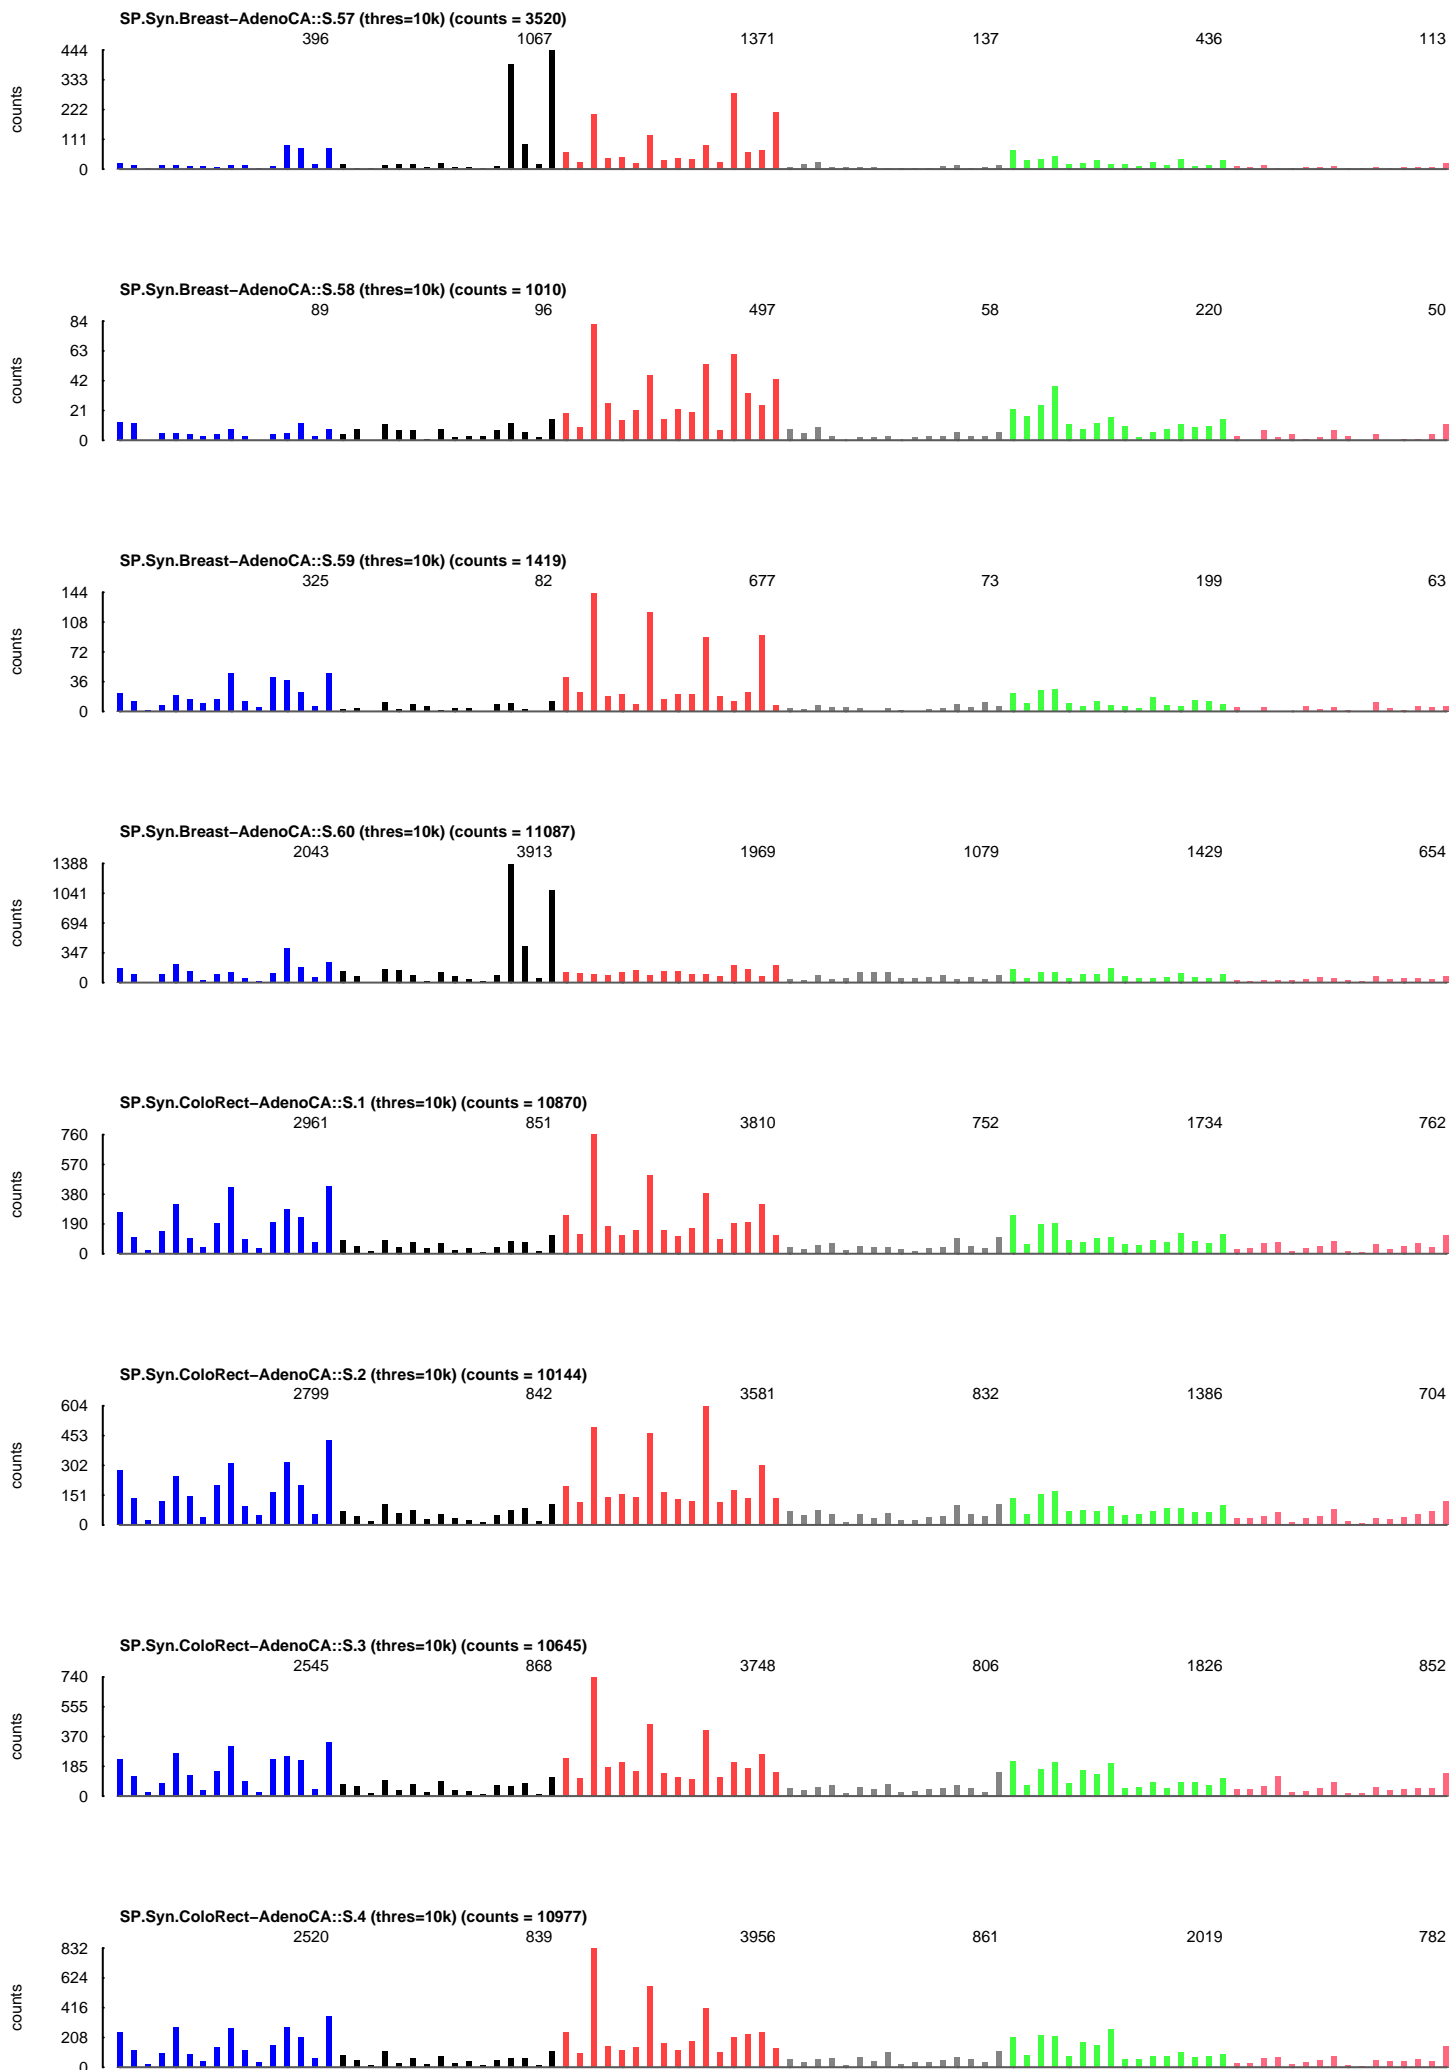 SP.Syn.Breast−AdenoCA::S.57 (thres=10k) (counts = 3520)
396 1067 1371 137 436 113
444
333
222
111
0
counts
SP.Syn.Breast−AdenoCA::S.58 (thres=10k) (counts = 1010)
89 96 497 58 220 50
84
63
42
21
0
counts
SP.Syn.Breast−AdenoCA::S.59 (thres=10k) (counts = 1419)
325 82 677 73 199 63
144
108
72
36
0
counts
SP.Syn.Breast−AdenoCA::S.60 (thres=10k) (counts = 11087)
2043 3913 1969 1079 1429 654
1388
1041
694
347
0
counts
SP.Syn.ColoRect−AdenoCA::S.1 (thres=10k) (counts = 10870)
2961 851 3810 752 1734 762
760
570
380
190
0
counts
SP.Syn.ColoRect−AdenoCA::S.2 (thres=10k) (counts = 10144)
2799 842 3581 832 1386 704
604
453
302
151
0
counts
SP.Syn.ColoRect−AdenoCA::S.3 (thres=10k) (counts = 10645)
2545 868 3748 806 1826 852
740
555
370
185
0
counts
SP.Syn.ColoRect−AdenoCA::S.4 (thres=10k) (counts = 10977)
2520 839 3956 861 2019 782
832
624
416
208
0
counts